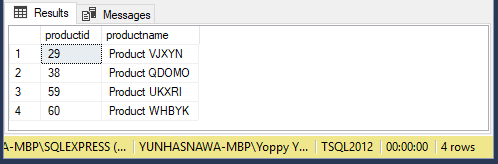 Results Messages
productid productname
1 29 Product VJXYN
2 38 Product QDOMO
3 59 Product UKXRI
4 60 Product WHBYK
A-MBP\SQLEXPRESS (... YUNHASNAWA-MBP\Yoppy Y... TSQL2012 00:00:00 4 rows